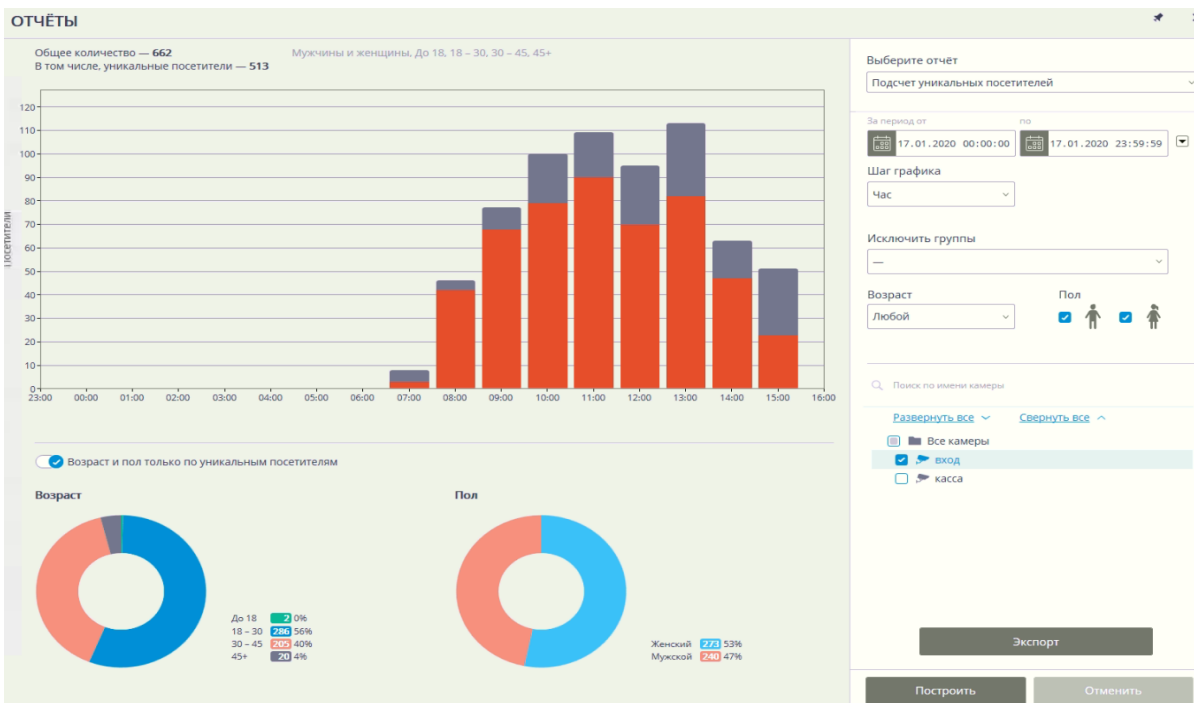 ОТЧЁТЫ
Общее количество — 662
В том числе, уникальные посетители — 513
Мужчины и женщины, До 18, 18 – 30, 30 – 45, 45+
Посетители
120
110
100
90
80
70
60
50
40
30
20
10
0
23:00 00:00 01:00 02:00 03:00 04:00 05:00 06:00 07:00 08:00 09:00 10:00 11:00 12:00 13:00 14:00 15:00 16:00
Возраст и пол только по уникальным посетителям
Возраст
До 18 2 0%
18 – 30 286 56%
30 – 45 205 40%
45+ 20 4%
Пол
Женский 273 53%
Мужской 240 47%
Выберите отчёт
Подсчет уникальных посетителей
За период от по
17.01.2020 00:00:00 17.01.2020 23:59:59
Шаг графика
Час
Исключить группы
—
Возраст Пол
Любой
Поиск по имени камеры
Развернуть все Свернуть все
Все камеры
вход
касса
Экспорт
Построить Отменить